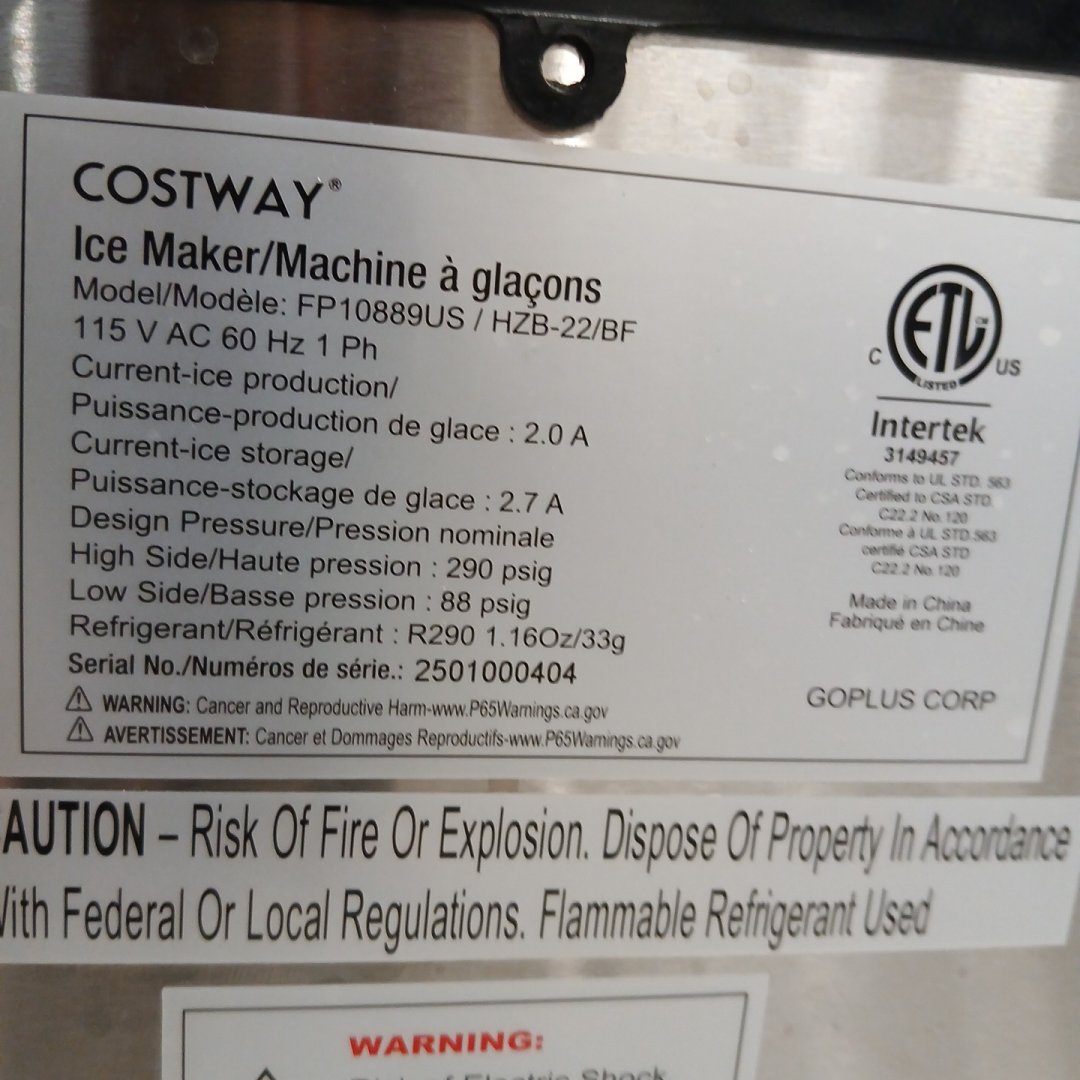 COSTWAY®
Ice Maker/Machine à glaçons
Model/Modèle: FP10889US / HZB-22/BF
115 V AC 60 Hz 1 Ph
Current-ice production/
Puissance-production de glace : 2.0 A
Current-ice storage/
Puissance-stockage de glace : 2.7 A
Design Pressure/Pression nominale
High Side/Haute pression : 290 psig
Low Side/Basse pression : 88 psig
Refrigerant/Réfrigérant : R290 1.16Oz/33g
Serial No./Numéros de série.: 2501000404
WARNING: Cancer and Reproductive Harm-www.P65Warnings.ca.gov
AVERTISSEMENT: Cancer et Dommages Reproductifs-www.P65Warnings.ca.gov
C ETL CM US
LISTED
Intertek
3149457
Conforms to UL STD. 563
Certified to CSA STD.
C22.2 No. 120
Conforme à UL STD.563
certifié CSA STD
C22.2 No. 120
Made in China
Fabriqué en Chine
GOPLUS CORP
AUTION – Risk Of Fire Or Explosion. Dispose Of Property In Accordance
With Federal Or Local Regulations. Flammable Refrigerant Used
WARNING:
Risk of Electric Shock